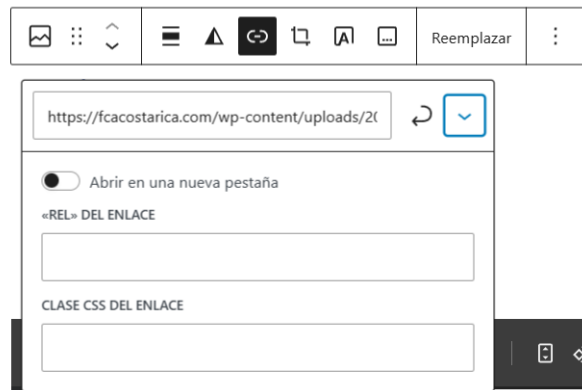 Reemplazar
https://fcacostarica.com/wp-content/uploads/20
Abrir en una nueva pestaña
«REL» DEL ENLACE
CLASE CSS DEL ENLACE